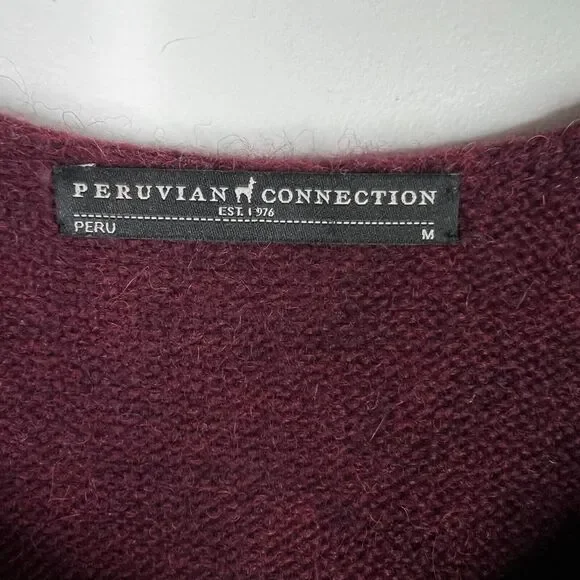 PERUVIAN CONNECTION
EST. 1976
PERU M